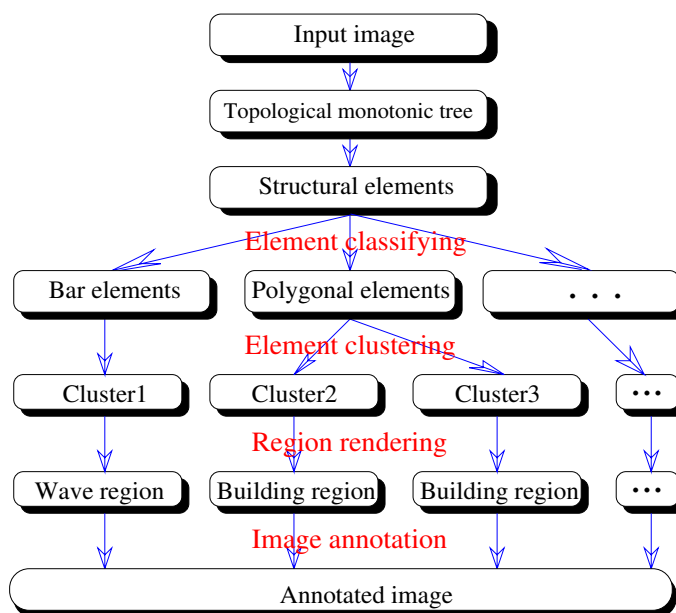 Input image
Topological monotonic tree
Structural elements
Element classifying
Bar elements
Polygonal elements
. . .
Element clustering
Cluster1
Cluster2
Cluster3
...
Region rendering
Wave region
Building region
Building region
...
Image annotation
Annotated image